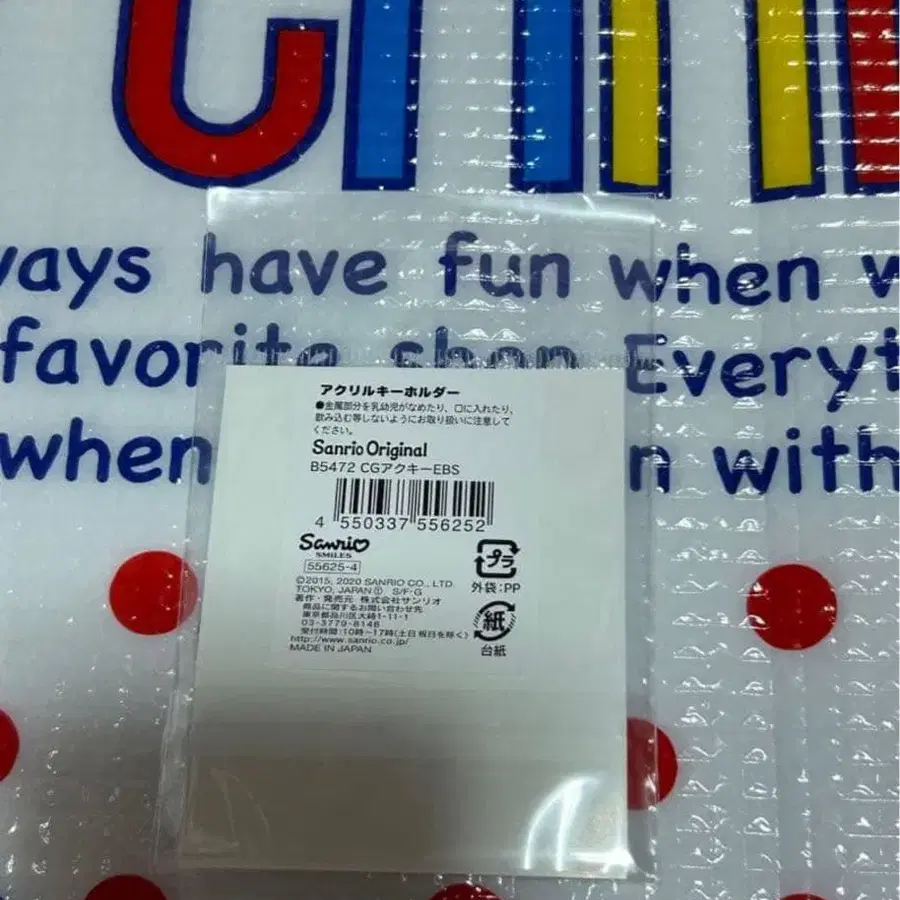 ways have fun when w
favorite shop Everyt
when n with
アクリルキーホルダー
●金属部分を乳幼児がなめたり、口に入れたり、
飲み込む等しないようにお取り扱いに注意して
ください。
Sanrio Original
B5472 CGアクキーEBS
4 550337 556252
Sanrio
SMILES
55625-4
©2015, 2020 SANRIO CO., LTD.
TOKYO, JAPAN Ⓣ S/F·G
著作・発売元 株式会社サンリオ
商品に関するお問い合わせ先
東京都品川区大崎1-11-1
03-3779-8148
受付時間:10時~17時(土日祝日を除く)
http://www.sanrio.co.jp/
MADE IN JAPAN
プラ
外袋:PP
紙
台紙